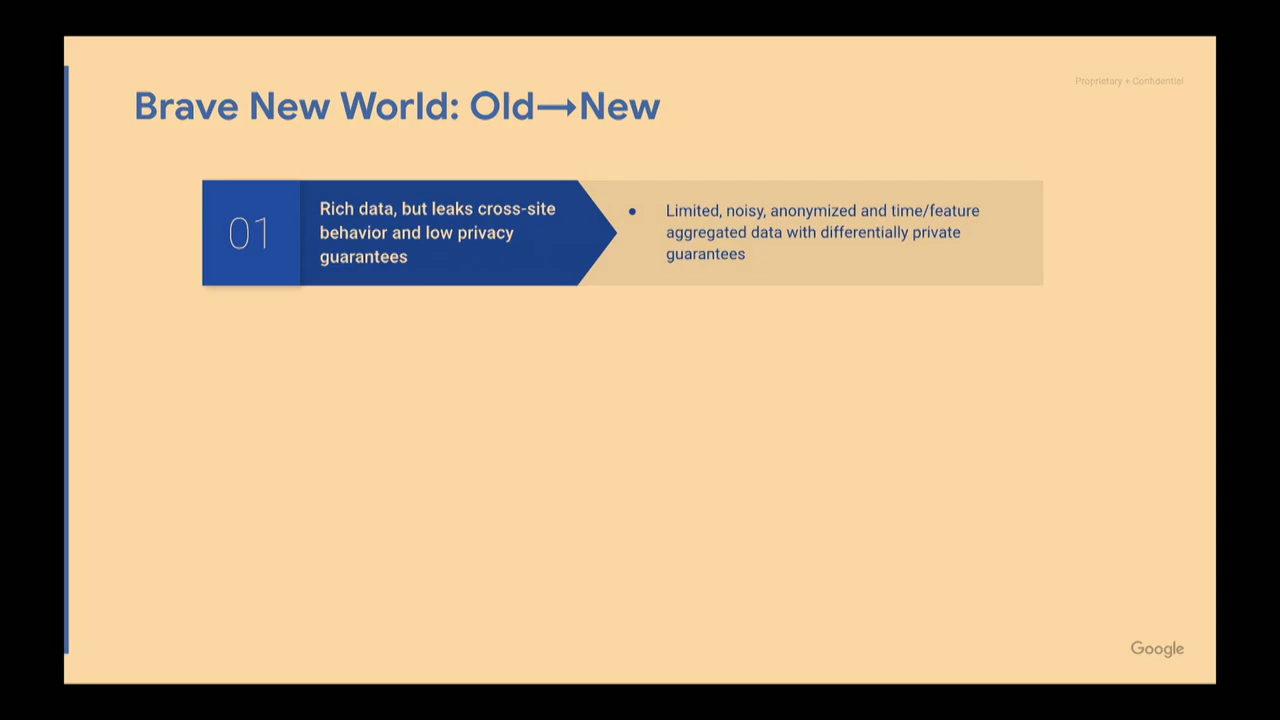 Proprietary + Confidential
Brave New World: Old→New
01
Rich data, but leaks cross-site
behavior and low privacy
guarantees
● Limited, noisy, anonymized and time/feature
aggregated data with differentially private
guarantees
Google